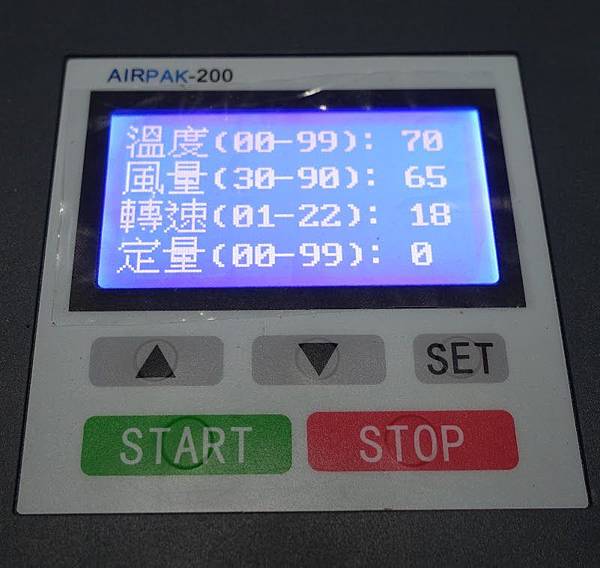 AIRPAK-200
溫度(00-99): 70
風量(30-90): 65
轉速(01-22): 18
定量(00-99): 0
▲ ▼ SET
START STOP